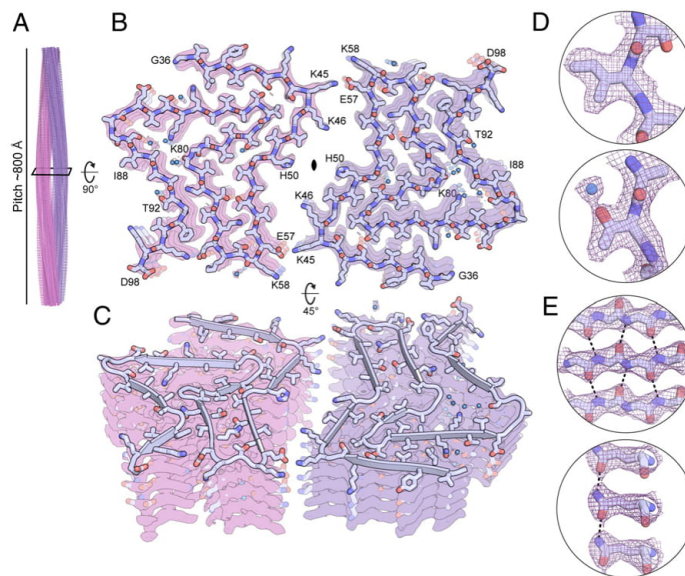 A
Pitch ~800 Å
90°
B
G36
K45
K46
K80
H50
I88
T92
E57
K58
D98
K58
D98
E57
T92
H50
I88
K46
K80
K45
G36
45°
C
D
E